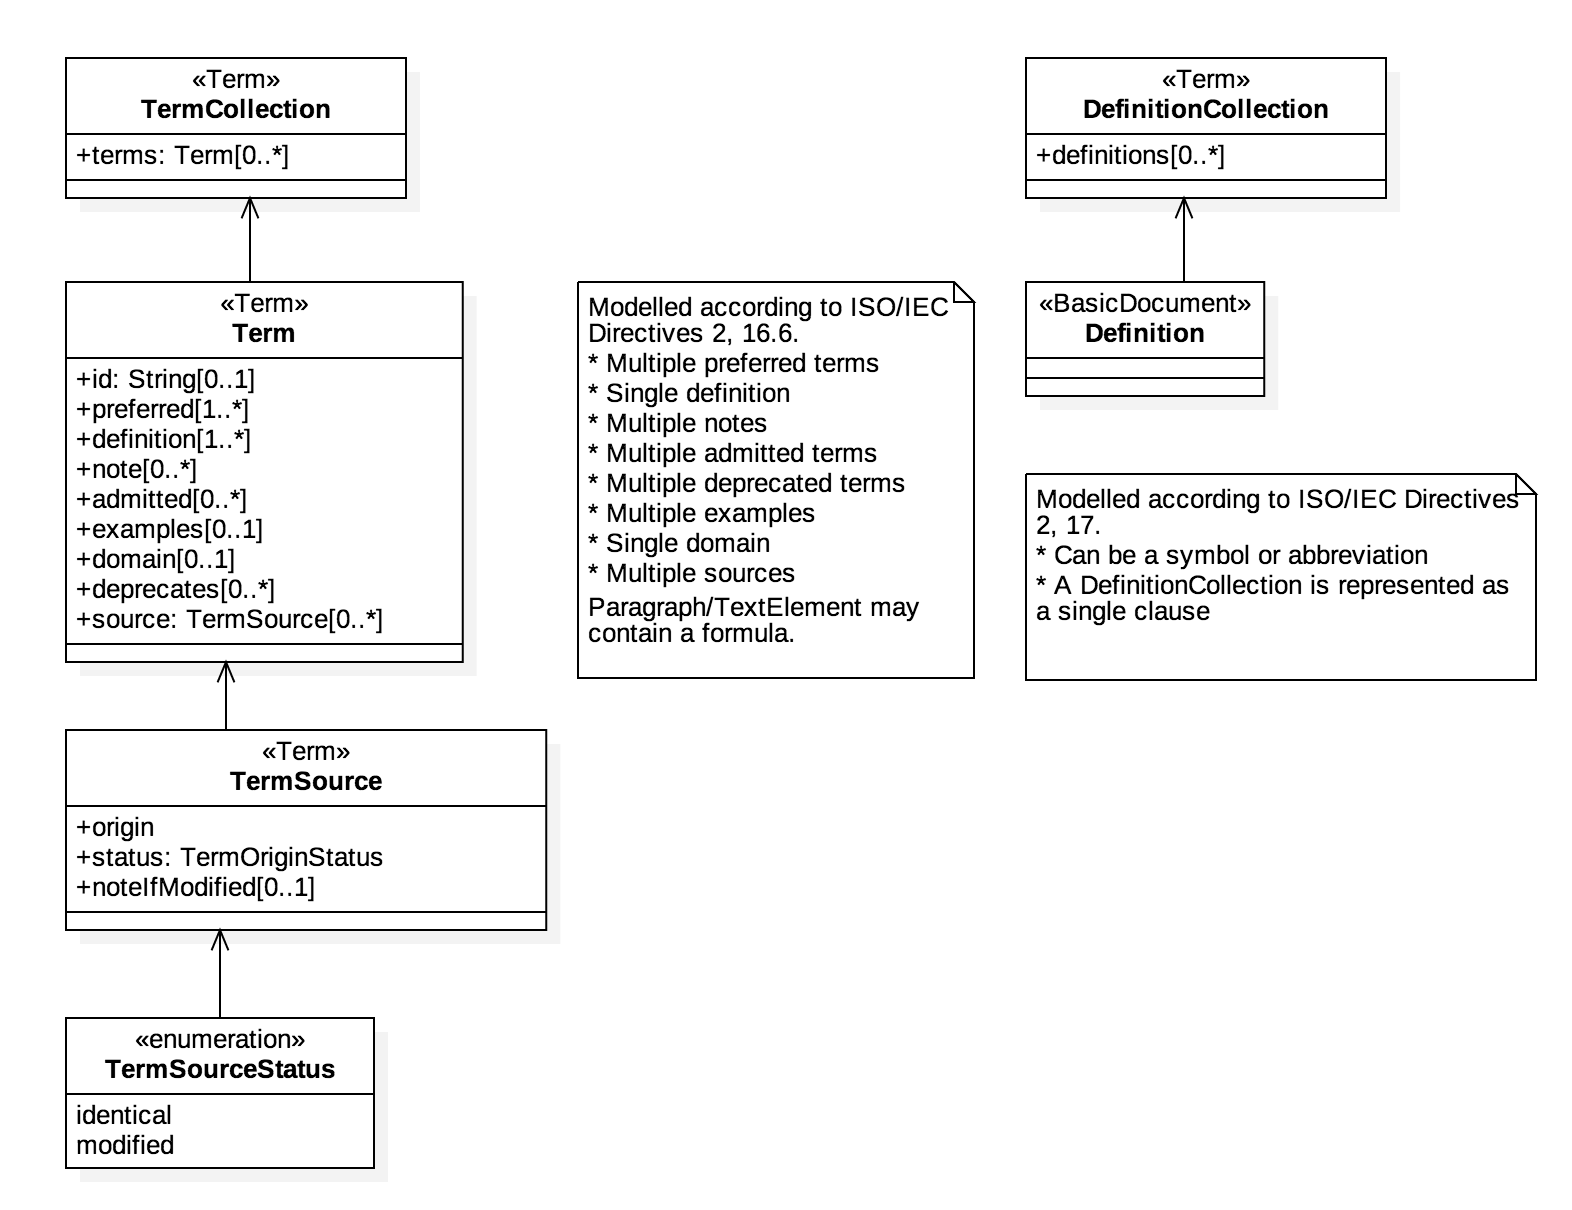 «Term»
TermCollection
+terms: Term[0..*]
«Term»
DefinitionCollection
+definitions[0..*]
«Term»
Term
+id: String[0..1]
+preferred[1..*]
+definition[1..*]
+note[0..*]
+admitted[0..*]
+examples[0..1]
+domain[0..1]
+deprecates[0..*]
+source: TermSource[0..*]
Modelled according to ISO/IEC
Directives 2, 16.6.
* Multiple preferred terms
* Single definition
* Multiple notes
* Multiple admitted terms
* Multiple deprecated terms
* Multiple examples
* Single domain
* Multiple sources
Paragraph/TextElement may
contain a formula.
«BasicDocument»
Definition
Modelled according to ISO/IEC Directives
2, 17.
* Can be a symbol or abbreviation
* A DefinitionCollection is represented as
a single clause
«Term»
TermSource
+origin
+status: TermOriginStatus
+noteIfModified[0..1]
«enumeration»
TermSourceStatus
identical
modified